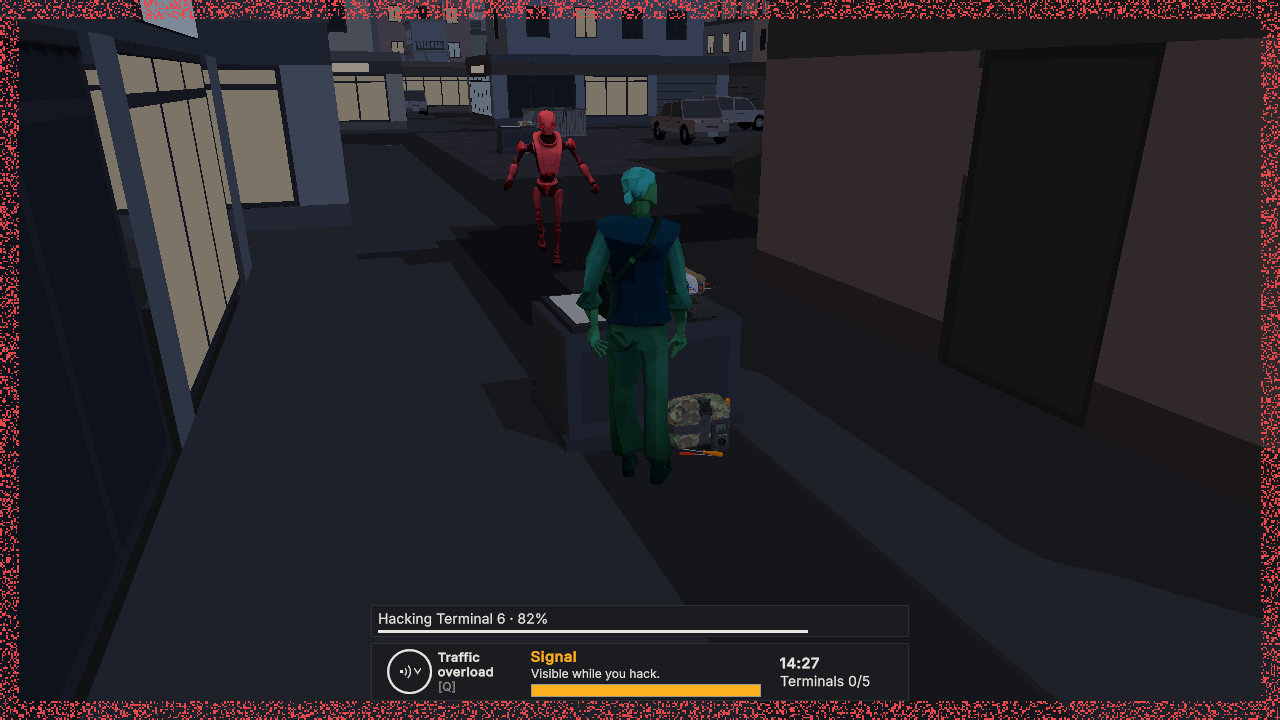 Hacking Terminal 6 · 82%
Traffic
overload
[Q]
Signal
Visible while you hack.
14:27
Terminals 0/5